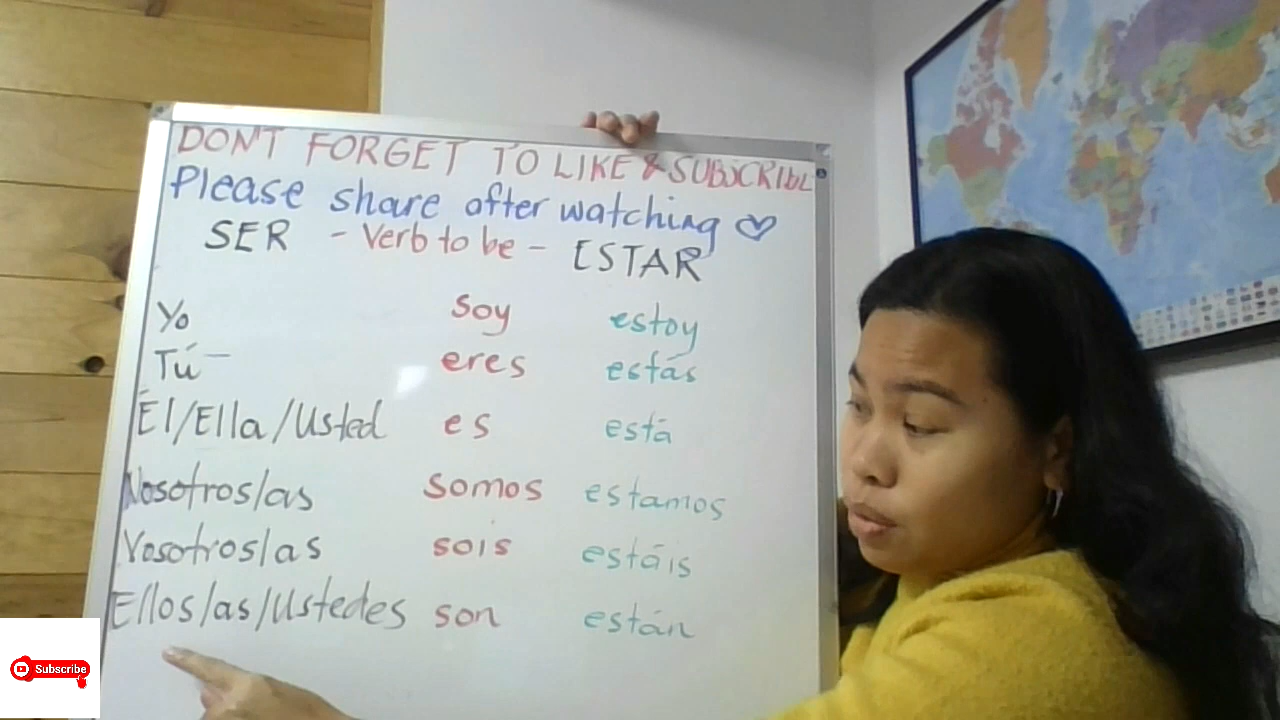 DON'T FORGET TO LIKE & SUBSCRIBE
Please share after watching ♡
SER - Verb to be - ESTAR
Yo soy estoy
Tú eres estás
Él/Ella/Usted es está
Nosotros/as somos estamos
Vosotros/as sois estáis
Ellos/as/Ustedes son están
Subscribe